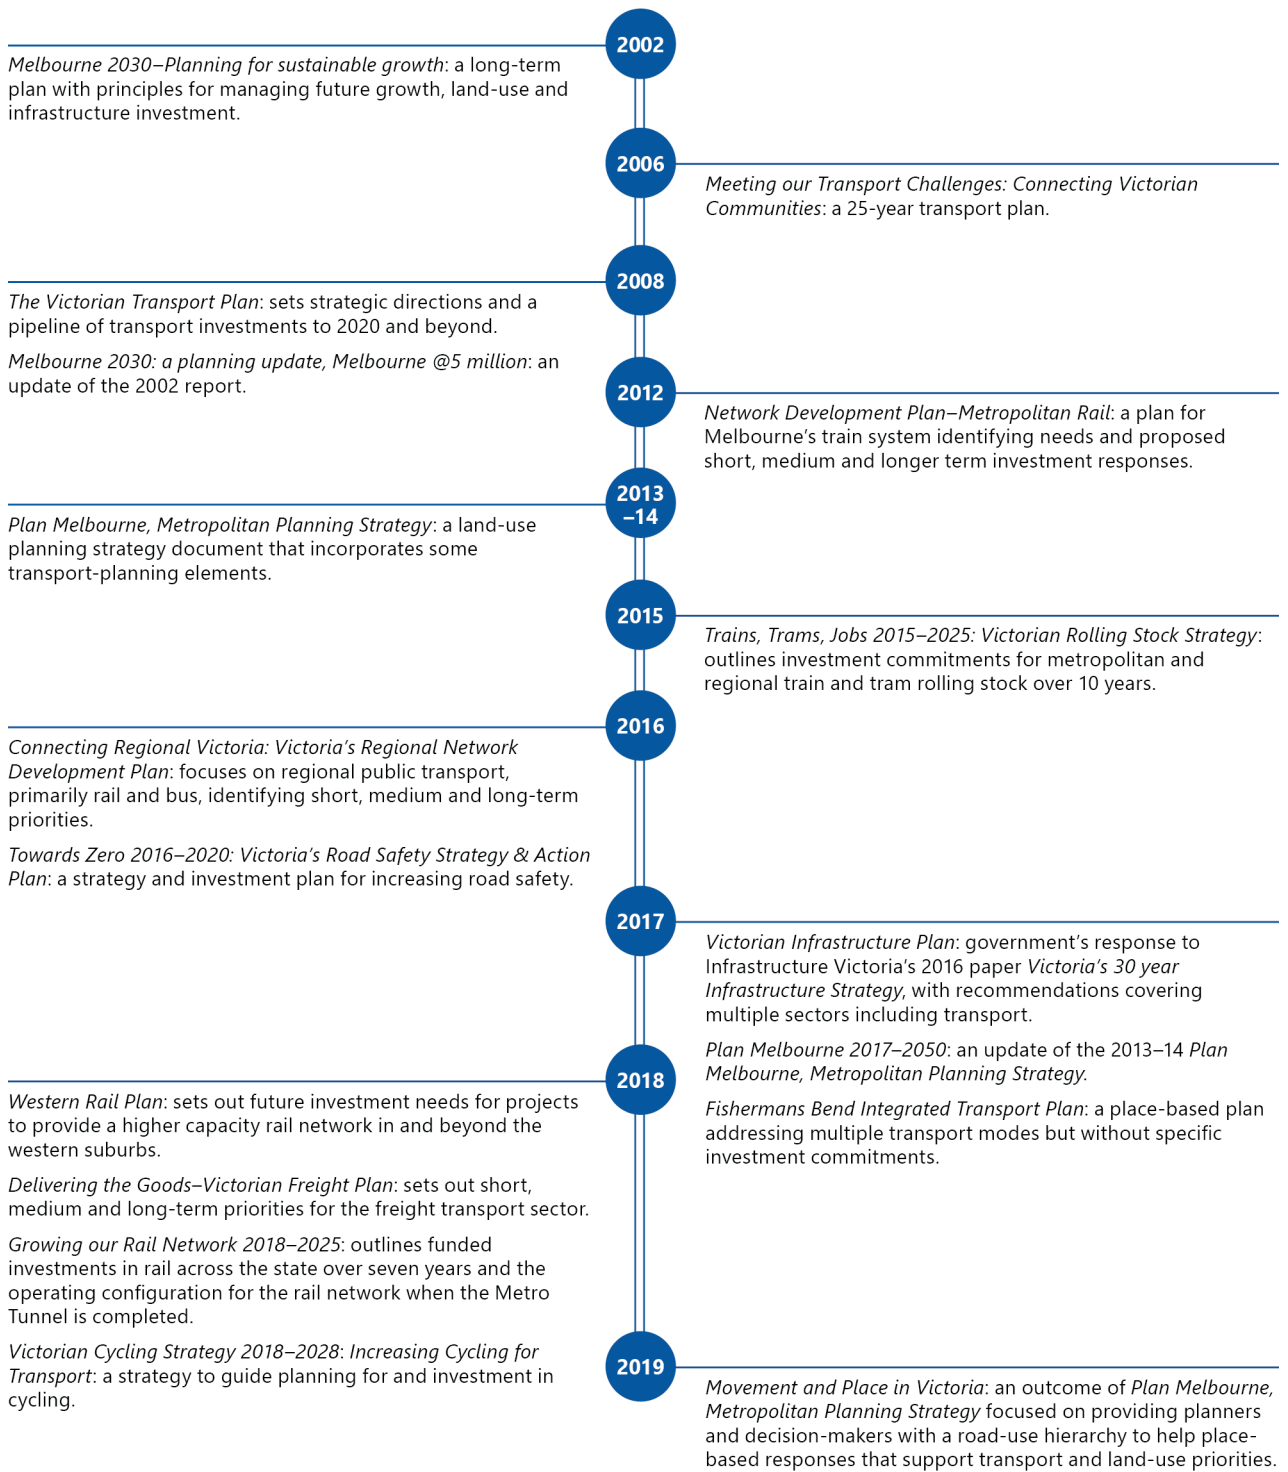 2002
Melbourne 2030–Planning for sustainable growth: a long-term
plan with principles for managing future growth, land-use and
infrastructure investment.
2006
Meeting our Transport Challenges: Connecting Victorian
Communities: a 25-year transport plan.
2008
The Victorian Transport Plan: sets strategic directions and a
pipeline of transport investments to 2020 and beyond.
Melbourne 2030: a planning update, Melbourne @5 million: an
update of the 2002 report.
2012
Network Development Plan–Metropolitan Rail: a plan for
Melbourne’s train system identifying needs and proposed
short, medium and longer term investment responses.
2013
–14
Plan Melbourne, Metropolitan Planning Strategy: a land-use
planning strategy document that incorporates some
transport-planning elements.
2015
Trains, Trams, Jobs 2015–2025: Victorian Rolling Stock Strategy:
outlines investment commitments for metropolitan and
regional train and tram rolling stock over 10 years.
2016
Connecting Regional Victoria: Victoria’s Regional Network
Development Plan: focuses on regional public transport,
primarily rail and bus, identifying short, medium and long-term
priorities.
Towards Zero 2016–2020: Victoria’s Road Safety Strategy & Action
Plan: a strategy and investment plan for increasing road safety.
2017
Victorian Infrastructure Plan: government’s response to
Infrastructure Victoria’s 2016 paper Victoria’s 30 year
Infrastructure Strategy, with recommendations covering
multiple sectors including transport.
Plan Melbourne 2017–2050: an update of the 2013–14 Plan
Melbourne, Metropolitan Planning Strategy.
Fishermans Bend Integrated Transport Plan: a place-based plan
addressing multiple transport modes but without specific
investment commitments.
2018
Western Rail Plan: sets out future investment needs for projects
to provide a higher capacity rail network in and beyond the
western suburbs.
Delivering the Goods–Victorian Freight Plan: sets out short,
medium and long-term priorities for the freight transport sector.
Growing our Rail Network 2018–2025: outlines funded
investments in rail across the state over seven years and the
operating configuration for the rail network when the Metro
Tunnel is completed.
Victorian Cycling Strategy 2018–2028: Increasing Cycling for
Transport: a strategy to guide planning for and investment in
cycling.
2019
Movement and Place in Victoria: an outcome of Plan Melbourne,
Metropolitan Planning Strategy focused on providing planners
and decision-makers with a road-use hierarchy to help place-
based responses that support transport and land-use priorities.